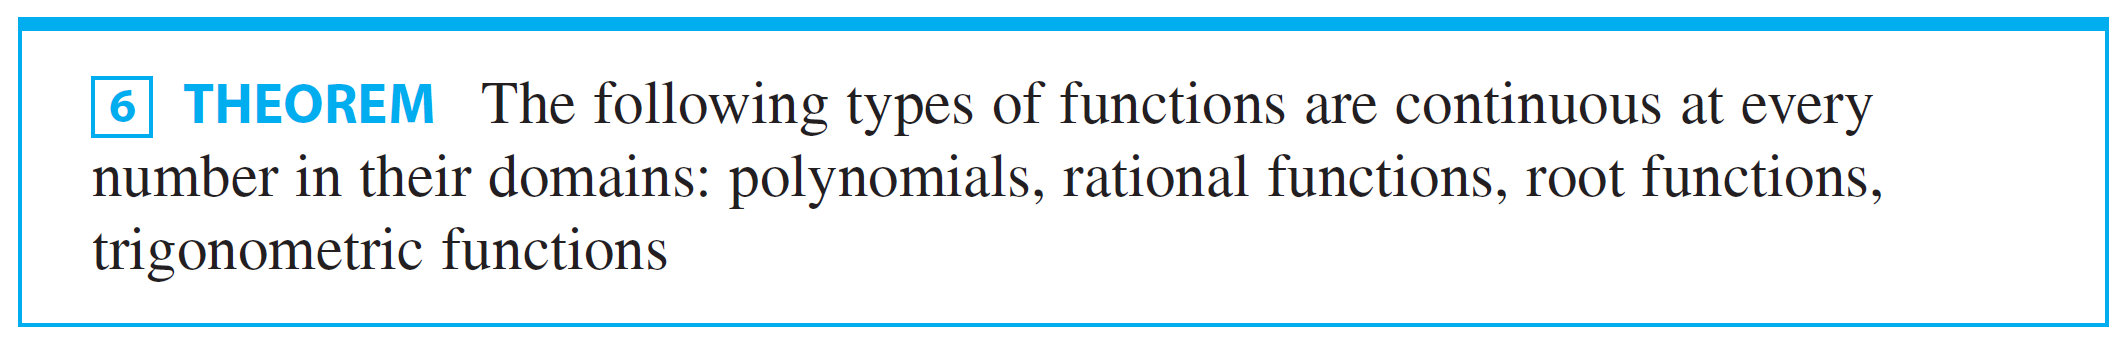 6 THEOREM The following types of functions are continuous at every
number in their domains: polynomials, rational functions, root functions,
trigonometric functions